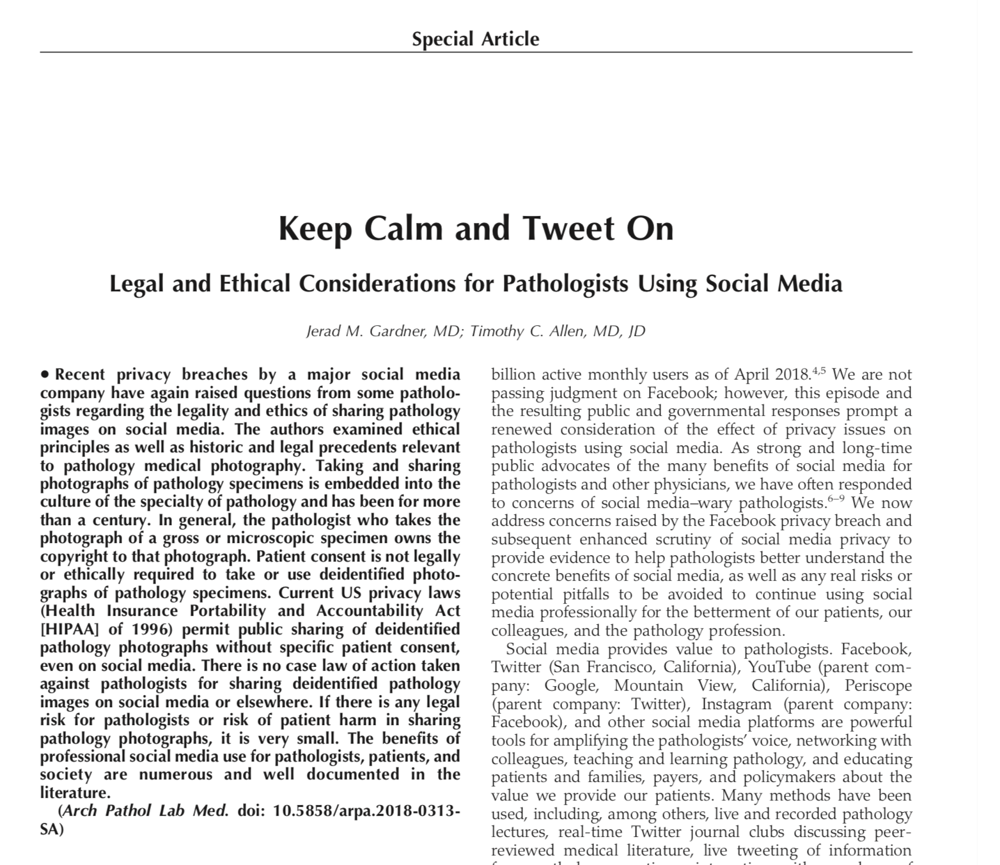 Special Article
Keep Calm and Tweet On
Legal and Ethical Considerations for Pathologists Using Social Media
Jerad M. Gardner, MD; Timothy C. Allen, MD, JD
● Recent privacy breaches by a major social media
company have again raised questions from some patholo-
gists regarding the legality and ethics of sharing pathology
images on social media. The authors examined ethical
principles as well as historic and legal precedents relevant
to pathology medical photography. Taking and sharing
photographs of pathology specimens is embedded into the
culture of the specialty of pathology and has been for more
than a century. In general, the pathologist who takes the
photograph of a gross or microscopic specimen owns the
copyright to that photograph. Patient consent is not legally
or ethically required to take or use deidentified photo-
graphs of pathology specimens. Current US privacy laws
(Health Insurance Portability and Accountability Act
[HIPAA] of 1996) permit public sharing of deidentified
pathology photographs without specific patient consent,
even on social media. There is no case law of action taken
against pathologists for sharing deidentified pathology
images on social media or elsewhere. If there is any legal
risk for pathologists or risk of patient harm in sharing
pathology photographs, it is very small. The benefits of
professional social media use for pathologists, patients, and
society are numerous and well documented in the
literature.
(Arch Pathol Lab Med. doi: 10.5858/arpa.2018-0313-
SA)
billion active monthly users as of April 2018.4,5 We are not
passing judgment on Facebook; however, this episode and
the resulting public and governmental responses prompt a
renewed consideration of the effect of privacy issues on
pathologists using social media. As strong and long-time
public advocates of the many benefits of social media for
pathologists and other physicians, we have often responded
to concerns of social media–wary pathologists.6–9 We now
address concerns raised by the Facebook privacy breach and
subsequent enhanced scrutiny of social media privacy to
provide evidence to help pathologists better understand the
concrete benefits of social media, as well as any real risks or
potential pitfalls to be avoided to continue using social
media professionally for the betterment of our patients, our
colleagues, and the pathology profession.
Social media provides value to pathologists. Facebook,
Twitter (San Francisco, California), YouTube (parent com-
pany: Google, Mountain View, California), Periscope
(parent company: Twitter), Instagram (parent company:
Facebook), and other social media platforms are powerful
tools for amplifying the pathologists' voice, networking with
colleagues, teaching and learning pathology, and educating
patients and families, payers, and policymakers about the
value we provide our patients. Many methods have been
used, including, among others, live and recorded pathology
lectures, real-time Twitter journal clubs discussing peer-
reviewed medical literature, live tweeting of information